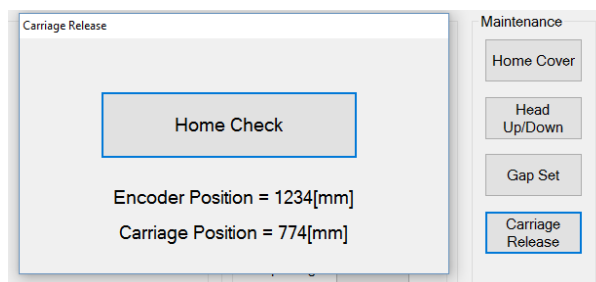 Carriage Release
Home Check
Encoder Position = 1234[mm]
Carriage Position = 774[mm]
Maintenance
Home Cover
Head
Up/Down
Gap Set
Carriage
Release